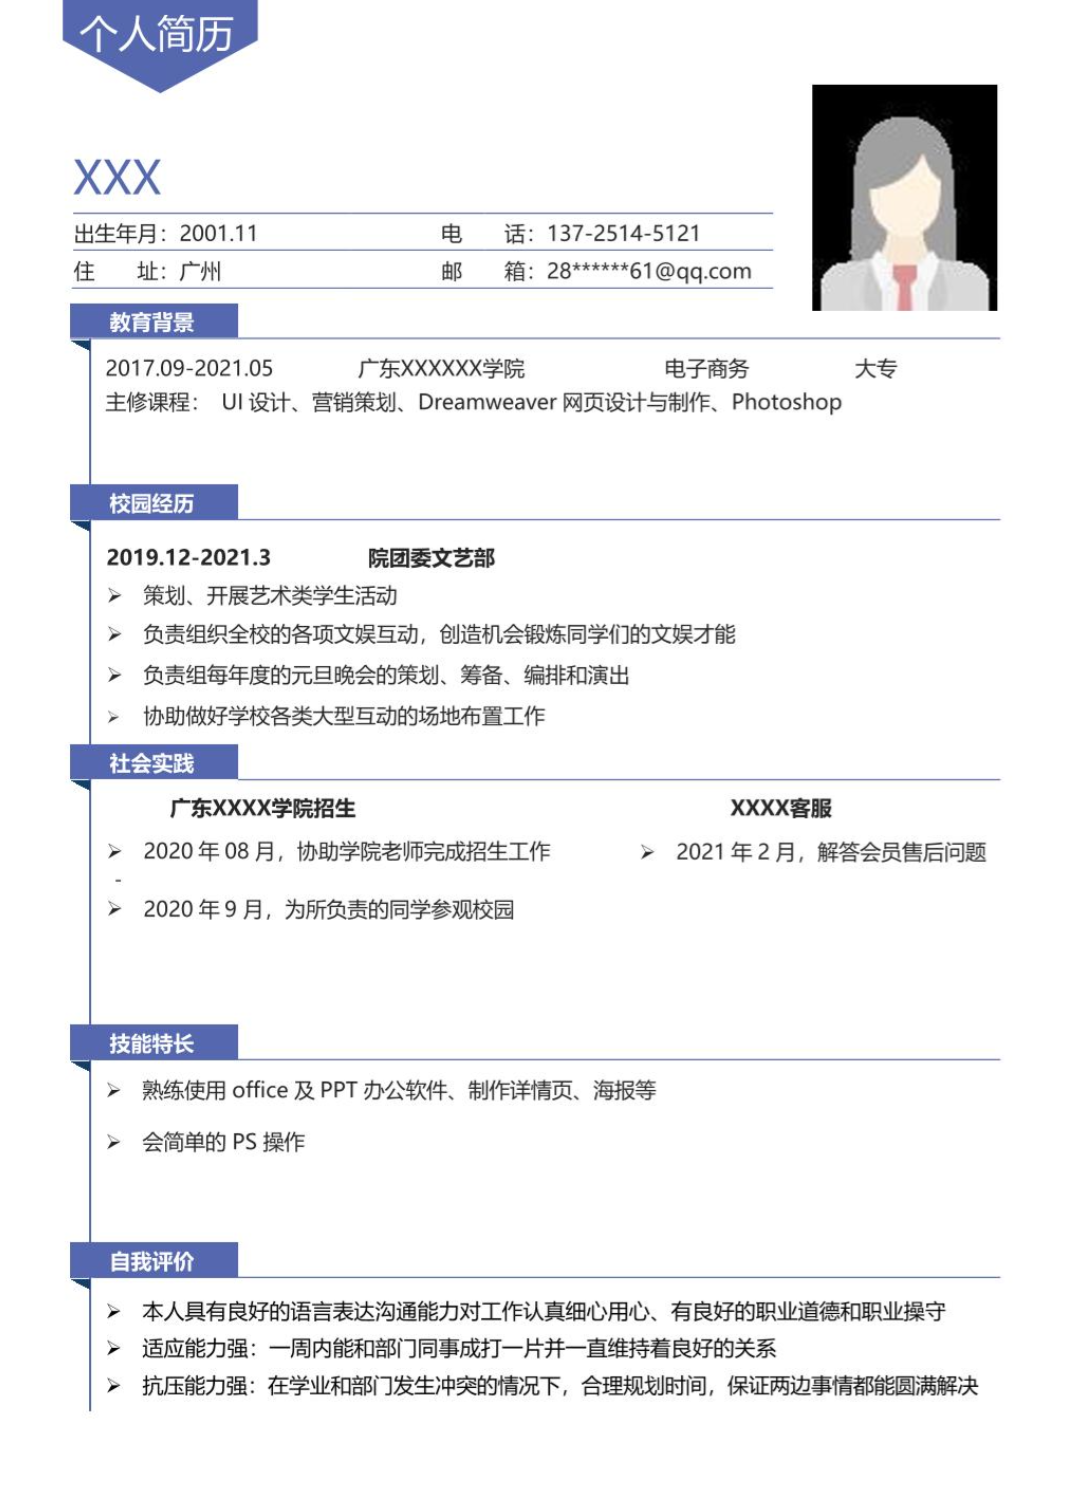 个人简历
XXX
出生年月：2001.11 电 话：137-2514-5121
住 址：广州 邮 箱：28******61@qq.com
教育背景
2017.09-2021.05 广东XXXXXX学院 电子商务 大专
主修课程： UI 设计、营销策划、Dreamweaver 网页设计与制作、Photoshop
校园经历
2019.12-2021.3 院团委文艺部
➢ 策划、开展艺术类学生活动
➢ 负责组织全校的各项文娱互动，创造机会锻炼同学们的文娱才能
➢ 负责组每年度的元旦晚会的策划、筹备、编排和演出
➢ 协助做好学校各类大型互动的场地布置工作
社会实践
广东XXXX学院招生 XXXX客服
➢ 2020 年 08 月，协助学院老师完成招生工作 ➢ 2021 年 2 月，解答会员售后问题
-
➢ 2020 年 9 月，为所负责的同学参观校园
技能特长
➢ 熟练使用 office 及 PPT 办公软件、制作详情页、海报等
➢ 会简单的 PS 操作
自我评价
➢ 本人具有良好的语言表达沟通能力对工作认真细心用心、有良好的职业道德和职业操守
➢ 适应能力强：一周内能和部门同事成打一片并一直维持着良好的关系
➢ 抗压能力强：在学业和部门发生冲突的情况下，合理规划时间，保证两边事情都能圆满解决